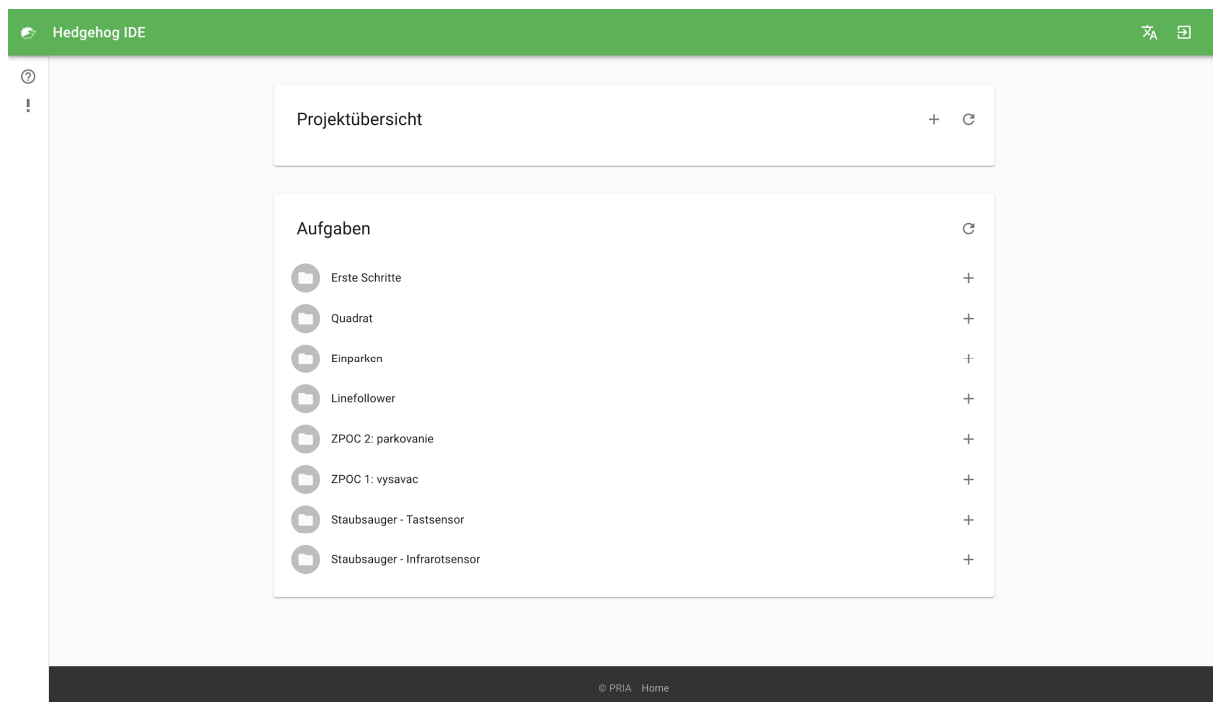 Hedgehog IDE
Projektübersicht
Aufgaben
Erste Schritte
Quadrat
Einparken
Linefollower
ZPOC 2: parkovanie
ZPOC 1: vysavac
Staubsauger - Tastsensor
Staubsauger - Infrarotsensor
© PRIA - Home